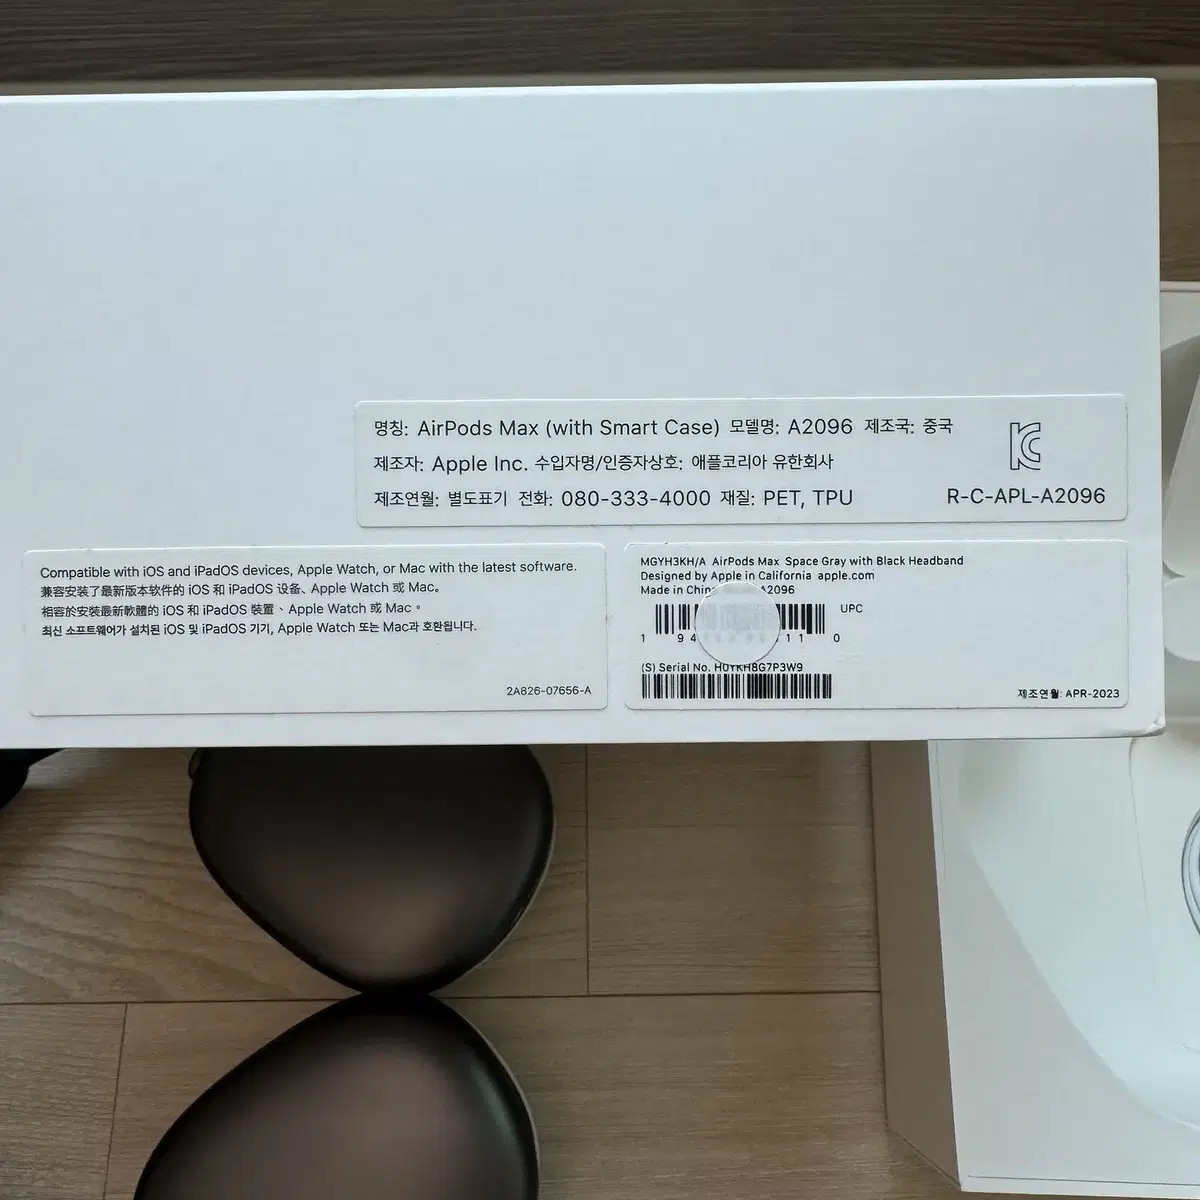 명칭: AirPods Max (with Smart Case) 모델명: A2096 제조국: 중국
제조자: Apple Inc. 수입자명/인증자상호: 애플코리아 유한회사
제조연월: 별도표기 전화: 080-333-4000 재질: PET, TPU
R-C-APL-A2096
Compatible with iOS and iPadOS devices, Apple Watch, or Mac with the latest software.
兼容安装了最新版本软件的 iOS 和 iPadOS 设备、Apple Watch 或 Mac。
相容於安裝最新軟體的 iOS 和 iPadOS 裝置、Apple Watch 或 Mac。
최신 소프트웨어가 설치된 iOS 및 iPadOS 기기, Apple Watch 또는 Mac과 호환됩니다.
2A826-07656-A
MGYH3KH/A AirPods Max Space Gray with Black Headband
Designed by Apple in California apple.com
Made in China A2096
UPC
1 94 11 0
(S) Serial No. H0YKH8G7P3W9
제조연월: APR-2023